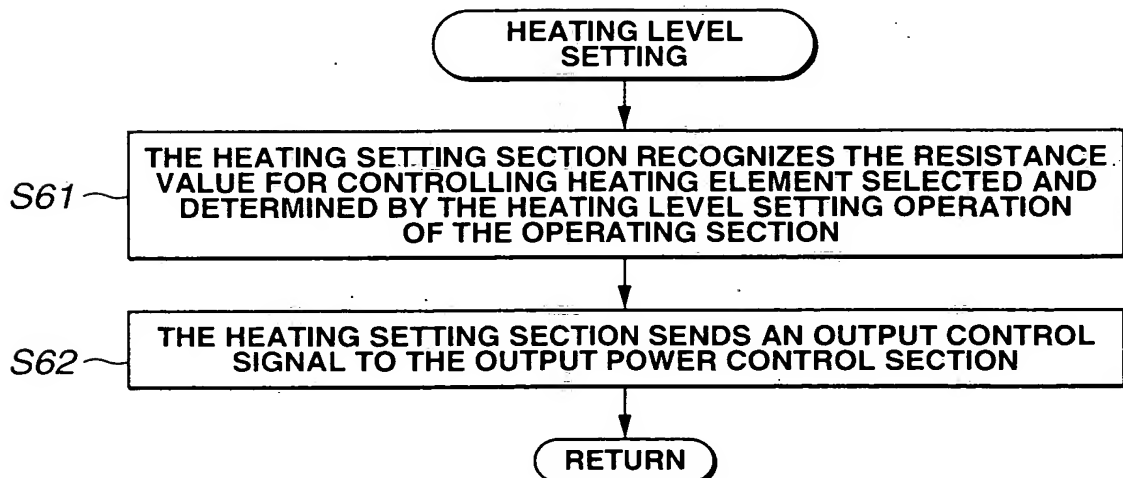 HEATING LEVEL
SETTING
S61
THE HEATING SETTING SECTION RECOGNIZES THE RESISTANCE
VALUE FOR CONTROLLING HEATING ELEMENT SELECTED AND
DETERMINED BY THE HEATING LEVEL SETTING OPERATION
OF THE OPERATING SECTION
S62
THE HEATING SETTING SECTION SENDS AN OUTPUT CONTROL
SIGNAL TO THE OUTPUT POWER CONTROL SECTION
RETURN